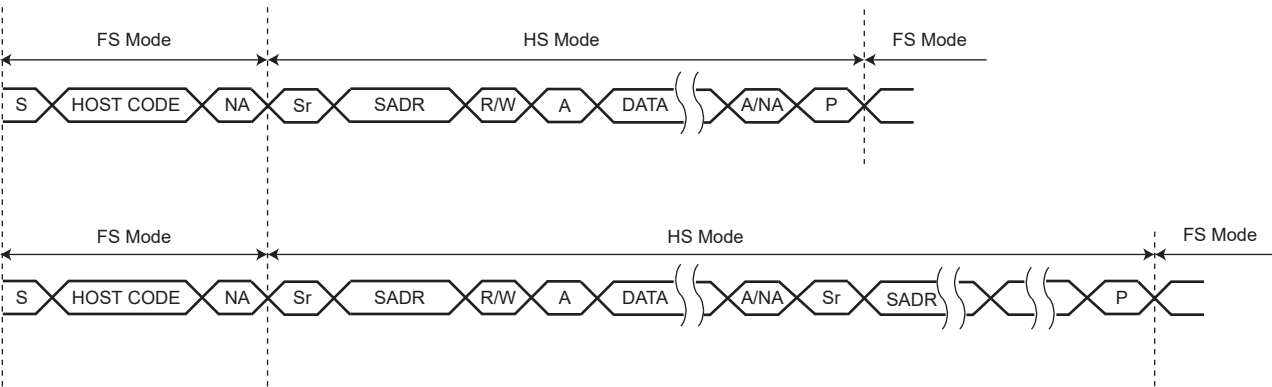 FS Mode HS Mode FS Mode
S HOST CODE NA Sr SADR R/W A DATA A/NA P
FS Mode HS Mode FS Mode
S HOST CODE NA Sr SADR R/W A DATA A/NA Sr SADR P